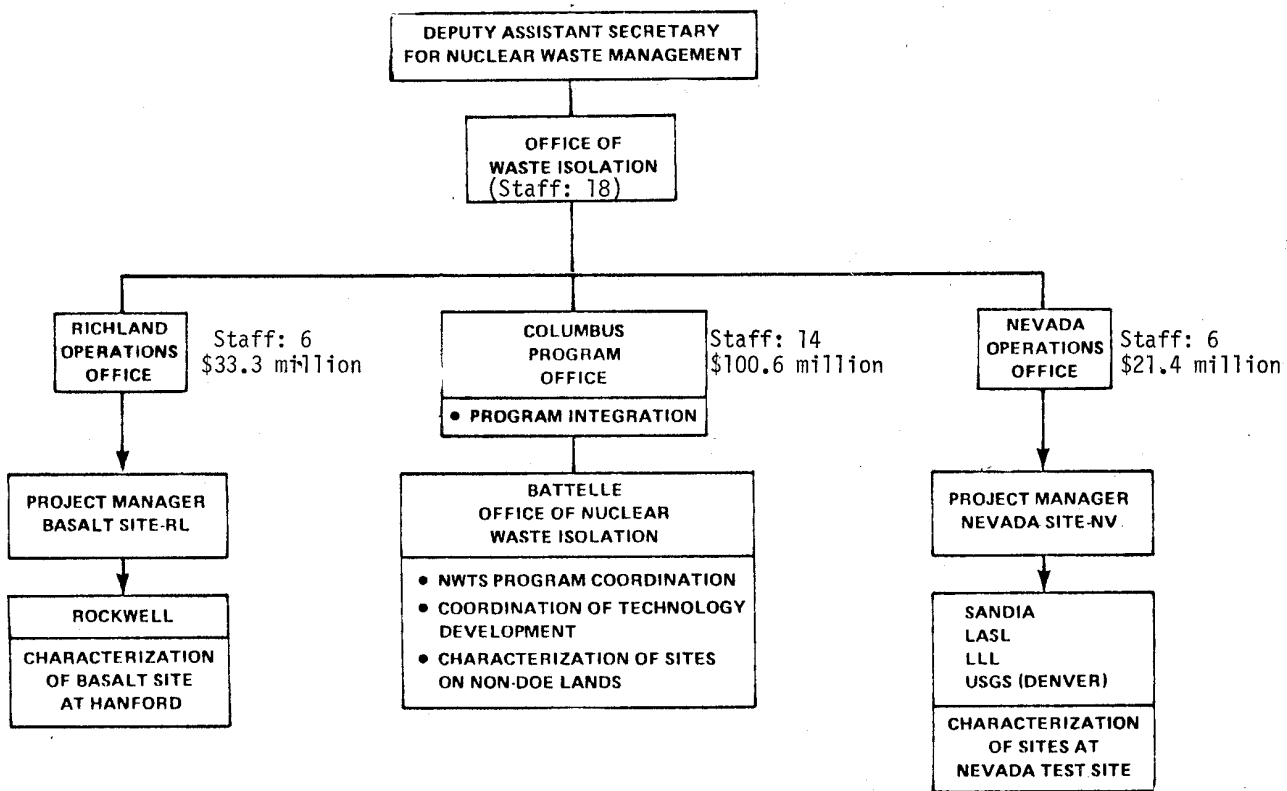 DEPUTY ASSISTANT SECRETARY
FOR NUCLEAR WASTE MANAGEMENT
OFFICE OF
WASTE ISOLATION
(Staff: 18)
RICHLAND
OPERATIONS
OFFICE
Staff: 6
$33.3 million
COLUMBUS
PROGRAM
OFFICE
• PROGRAM INTEGRATION
Staff: 14
$100.6 million
NEVADA
OPERATIONS
OFFICE
Staff: 6
$21.4 million
PROJECT MANAGER
BASALT SITE-RL
BATTELLE
OFFICE OF NUCLEAR
WASTE ISOLATION
• NWTS PROGRAM COORDINATION
• COORDINATION OF TECHNOLOGY
DEVELOPMENT
• CHARACTERIZATION OF SITES
ON NON-DOE LANDS
PROJECT MANAGER
NEVADA SITE-NV
ROCKWELL
CHARACTERIZATION
OF BASALT SITE
AT HANFORD
SANDIA
LASL
LLL
USGS (DENVER)
CHARACTERIZATION
OF SITES AT
NEVADA TEST SITE